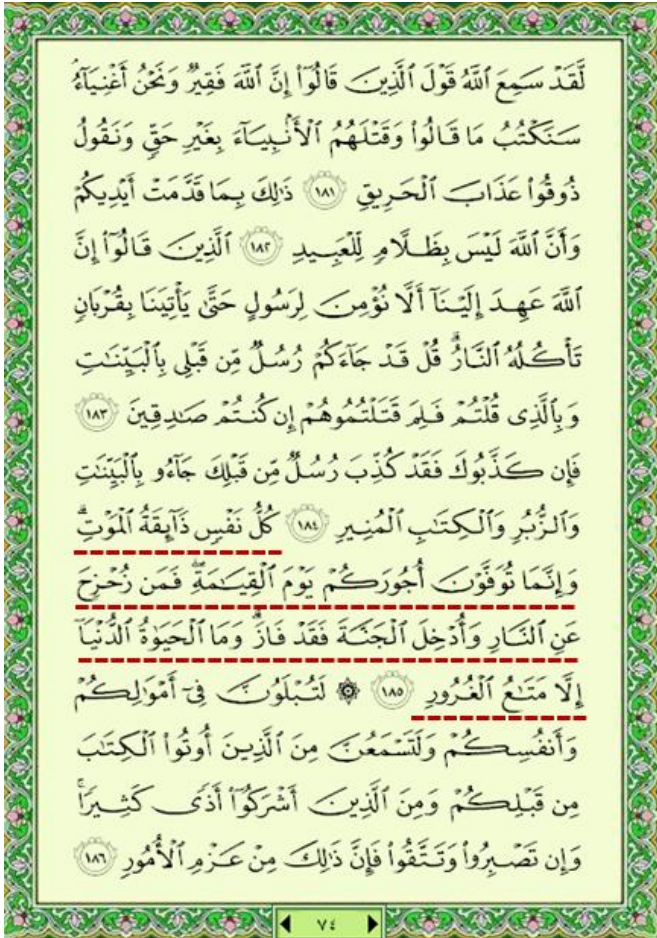 لَّقَدْ سَمِعَ ٱللَّهُ قَوْلَ ٱلَّذِينَ قَالُوٓا۟ إِنَّ ٱللَّهَ فَقِيرٌ وَنَحْنُ أَغْنِيَآءُ
سَنَكْتُبُ مَا قَالُوا۟ وَقَتْلَهُمُ ٱلْأَنۢبِيَآءَ بِغَيْرِ حَقٍّ وَنَقُولُ
ذُوقُوا۟ عَذَابَ ٱلْحَرِيقِ ١٨١ ذَٰلِكَ بِمَا قَدَّمَتْ أَيْدِيكُمْ
وَأَنَّ ٱللَّهَ لَيْسَ بِظَلَّامٍ لِّلْعَبِيدِ ١٨٢ ٱلَّذِينَ قَالُوٓا۟ إِنَّ
ٱللَّهَ عَهِدَ إِلَيْنَآ أَلَّا نُؤْمِنَ لِرَسُولٍ حَتَّىٰ يَأْتِيَنَا بِقُرْبَانٍ
تَأْكُلُهُ ٱلنَّارُ ۗ قُلْ قَدْ جَآءَكُمْ رُسُلٌ مِّن قَبْلِى بِٱلْبَيِّنَٰتِ
وَبِٱلَّذِى قُلْتُمْ فَلِمَ قَتَلْتُمُوهُمْ إِن كُنتُمْ صَٰدِقِينَ ١٨٣
فَإِن كَذَّبُوكَ فَقَدْ كُذِّبَ رُسُلٌ مِّن قَبْلِكَ جَآءُو بِٱلْبَيِّنَٰتِ
وَٱلزُّبُرِ وَٱلْكِتَٰبِ ٱلْمُنِيرِ ١٨٤ كُلُّ نَفْسٍ ذَآئِقَةُ ٱلْمَوْتِ ۗ
وَإِنَّمَا تُوَفَّوْنَ أُجُورَكُمْ يَوْمَ ٱلْقِيَٰمَةِ ۖ فَمَن زُحْزِحَ
عَنِ ٱلنَّارِ وَأُدْخِلَ ٱلْجَنَّةَ فَقَدْ فَازَ ۗ وَمَا ٱلْحَيَوٰةُ ٱلدُّنْيَآ
إِلَّا مَتَٰعُ ٱلْغُرُورِ ١٨٥ ۞ لَتُبْلَوُنَّ فِىٓ أَمْوَٰلِكُمْ
وَأَنفُسِكُمْ وَلَتَسْمَعُنَّ مِنَ ٱلَّذِينَ أُوتُوا۟ ٱلْكِتَٰبَ
مِن قَبْلِكُمْ وَمِنَ ٱلَّذِينَ أَشْرَكُوٓا۟ أَذًى كَثِيرًا ۚ
وَإِن تَصْبِرُوا۟ وَتَتَّقُوا۟ فَإِنَّ ذَٰلِكَ مِنْ عَزْمِ ٱلْأُمُورِ ١٨٦
٧٤